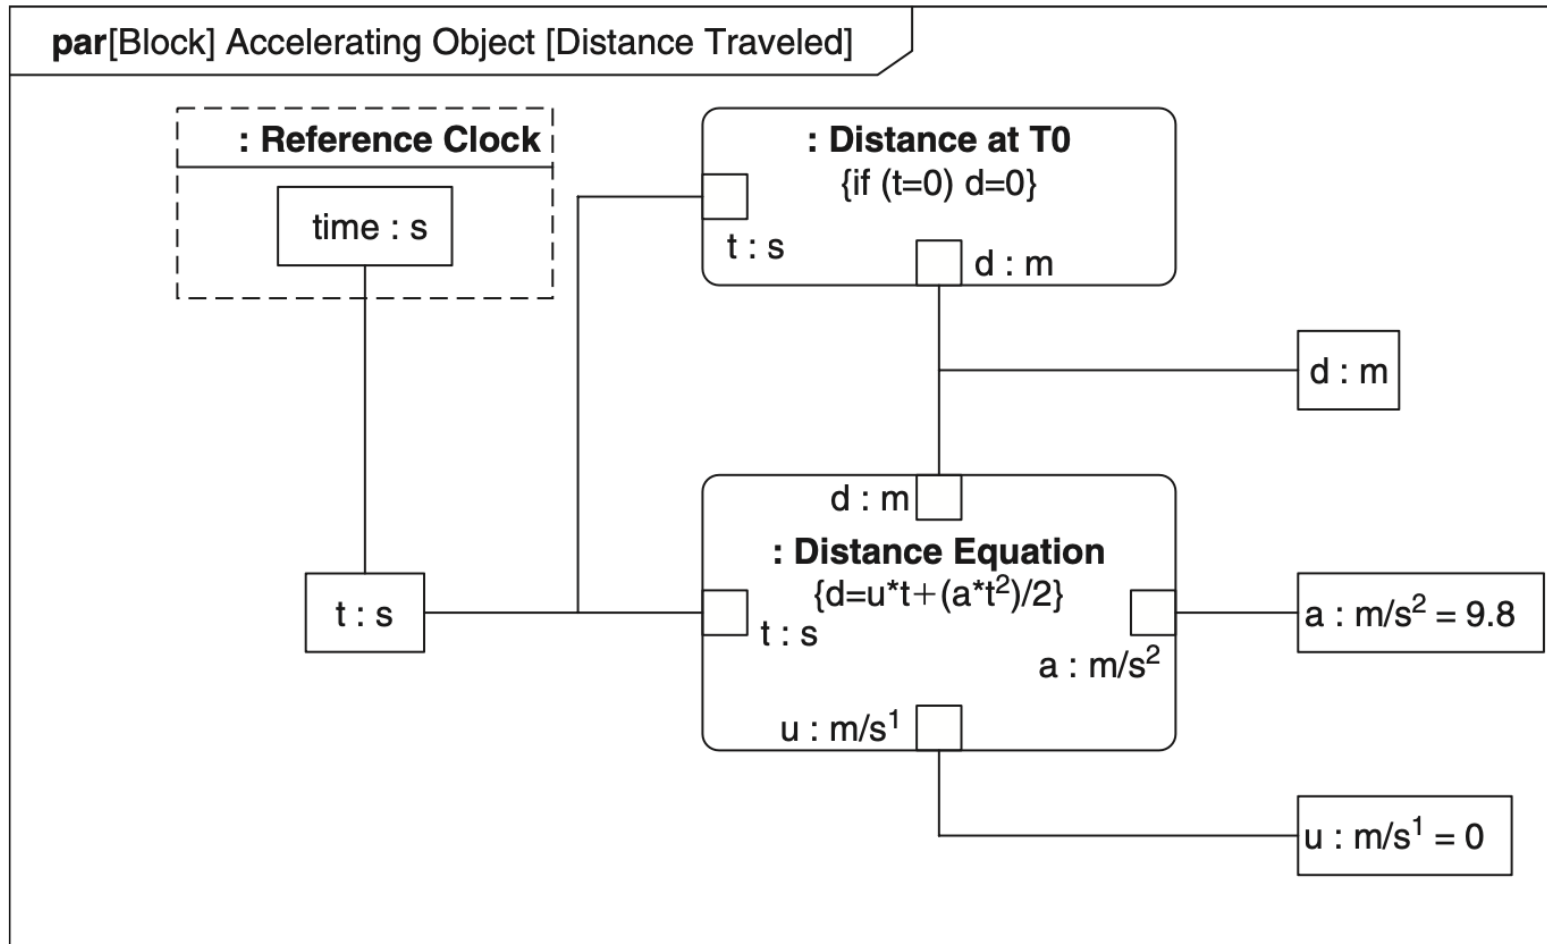 par[Block] Accelerating Object [Distance Traveled]
: Reference Clock
time : s
: Distance at T0
{if (t=0) d=0}
t : s
d : m
d : m
d : m
: Distance Equation
{d=u*t+(a*t²)/2}
t : s
t : s
a : m/s²
a : m/s² = 9.8
u : m/s¹
u : m/s¹ = 0